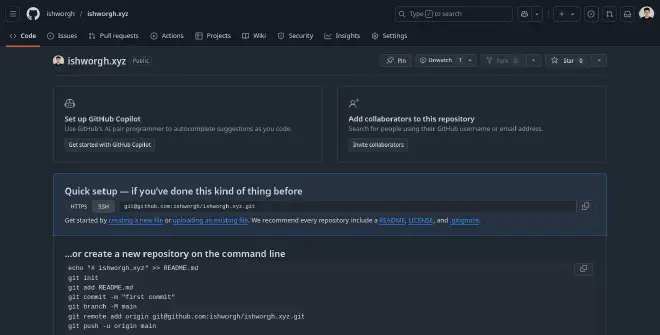 ishworgh / ishworgh.xyz
Type / to search
Code Issues Pull requests Actions Projects Wiki Security Insights Settings
ishworgh.xyz Public
Pin Unwatch 1 Fork 0 Star 0
Set up GitHub Copilot
Use GitHub's AI pair programmer to autocomplete suggestions as you code.
Get started with GitHub Copilot
Add collaborators to this repository
Search for people using their GitHub username or email address.
Invite collaborators
Quick setup — if you've done this kind of thing before
HTTPS SSH git@github.com:ishworgh/ishworgh.xyz.git
Get started by creating a new file or uploading an existing file. We recommend every repository include a README, LICENSE, and .gitignore.
...or create a new repository on the command line
echo "# ishworgh.xyz" >> README.md
git init
git add README.md
git commit -m "first commit"
git branch -M main
git remote add origin git@github.com:ishworgh/ishworgh.xyz.git
git push -u origin main